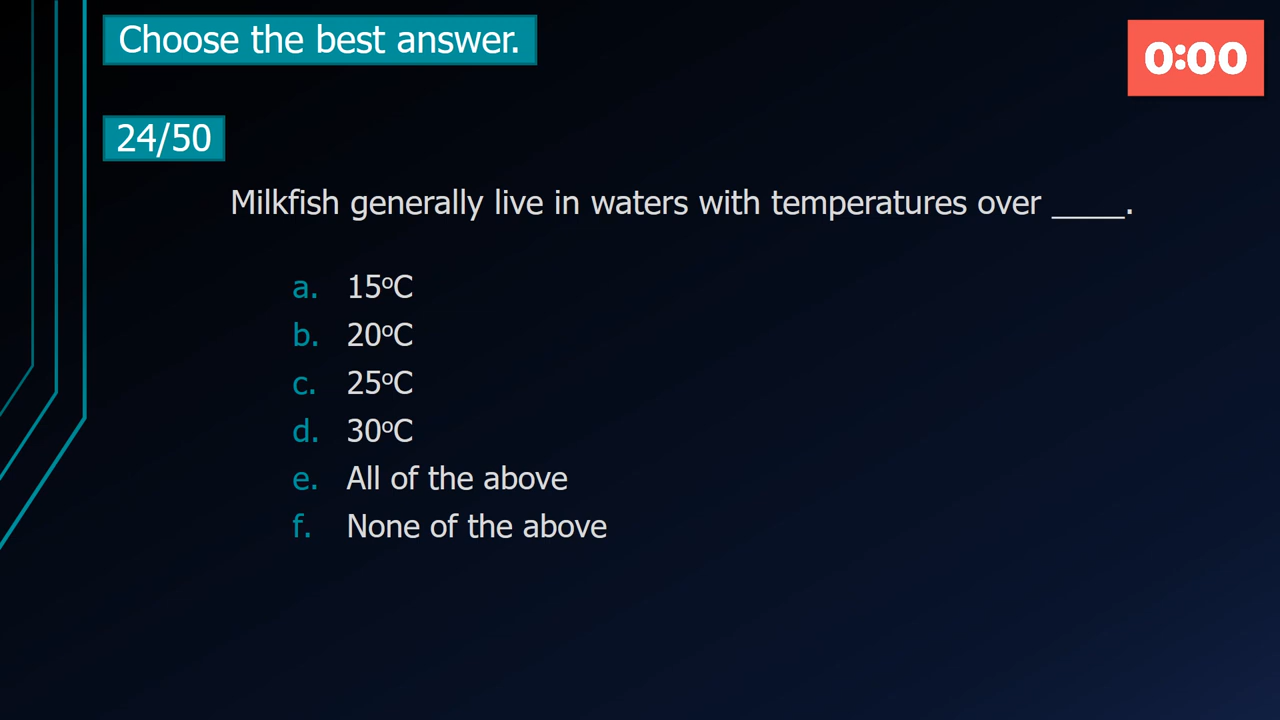 Choose the best answer.
0:00
24/50
Milkfish generally live in waters with temperatures over ____.
a. 15ºC
b. 20ºC
c. 25ºC
d. 30ºC
e. All of the above
f. None of the above